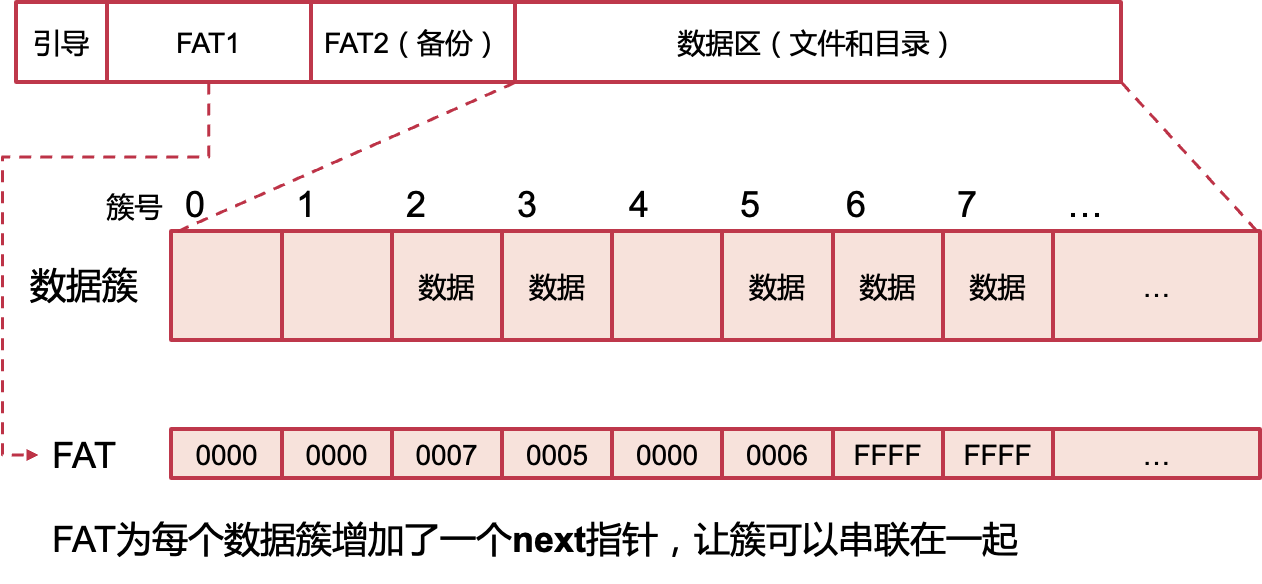 引导 FAT1 FAT2（备份） 数据区（文件和目录）
簇号 0 1 2 3 4 5 6 7 …
数据簇 数据 数据 数据 数据 数据 …
FAT 0000 0000 0007 0005 0000 0006 FFFF FFFF …
FAT为每个数据簇增加了一个next指针，让簇可以串联在一起